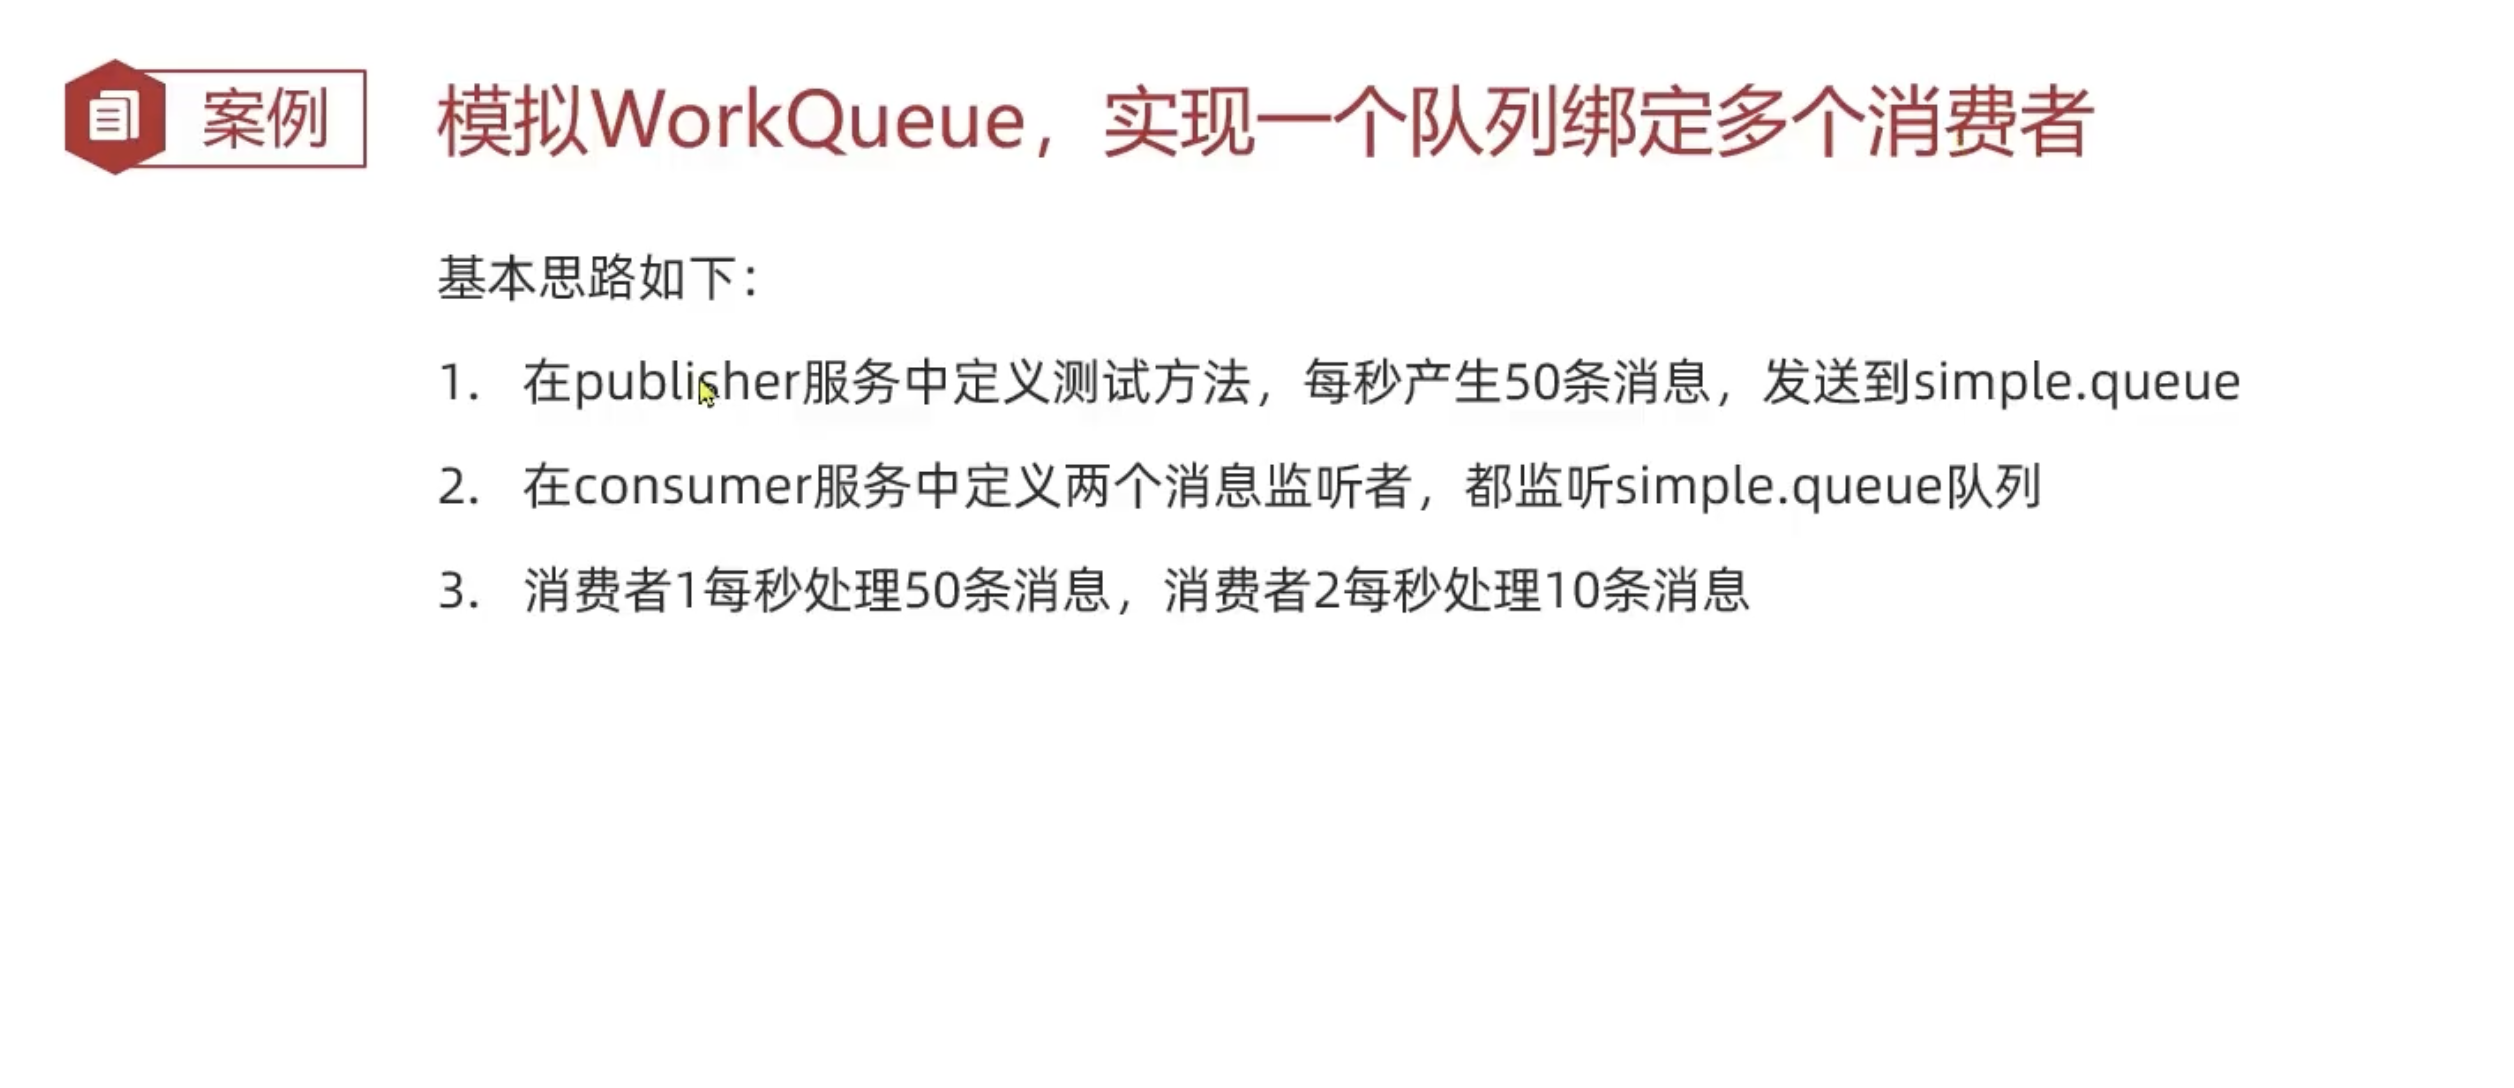 案例
模拟WorkQueue，实现一个队列绑定多个消费者
基本思路如下：
1. 在publisher服务中定义测试方法，每秒产生50条消息，发送到simple.queue
2. 在consumer服务中定义两个消息监听者，都监听simple.queue队列
3. 消费者1每秒处理50条消息，消费者2每秒处理10条消息